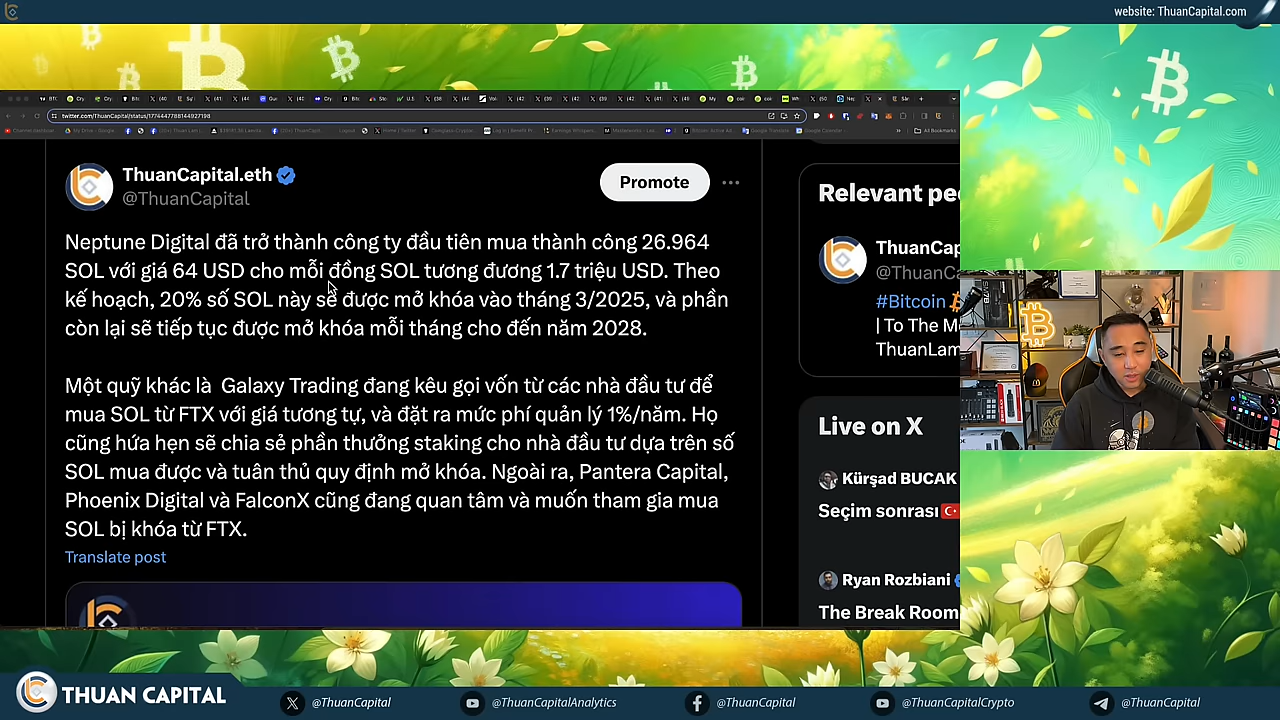 website: ThuanCapital.com
twitter.com/ThuanCapital/status/1774447788144927198
All Bookmarks
ThuanCapital.eth
@ThuanCapital
Promote
Neptune Digital đã trở thành công ty đầu tiên mua thành công 26.964
SOL với giá 64 USD cho mỗi đồng SOL tương đương 1.7 triệu USD. Theo
kế hoạch, 20% số SOL này sẽ được mở khóa vào tháng 3/2025, và phần
còn lại sẽ tiếp tục được mở khóa mỗi tháng cho đến năm 2028.
Một quỹ khác là Galaxy Trading đang kêu gọi vốn từ các nhà đầu tư để
mua SOL từ FTX với giá tương tự, và đặt ra mức phí quản lý 1%/năm. Họ
cũng hứa hẹn sẽ chia sẻ phần thưởng staking cho nhà đầu tư dựa trên số
SOL mua được và tuân thủ quy định mở khóa. Ngoài ra, Pantera Capital,
Phoenix Digital và FalconX cũng đang quan tâm và muốn tham gia mua
SOL bị khóa từ FTX.
Translate post
Relevant pe
ThuanCap
@ThuanC
#Bitcoin
| To The M
ThuanLam
Live on X
Kürşad BUCAK
Seçim sonrası
Ryan Rozbiani
The Break Room
THUAN CAPITAL
@ThuanCapital
@ThuanCapitalAnalytics
@ThuanCapital
@ThuanCapitalCrypto
@ThuanCapital